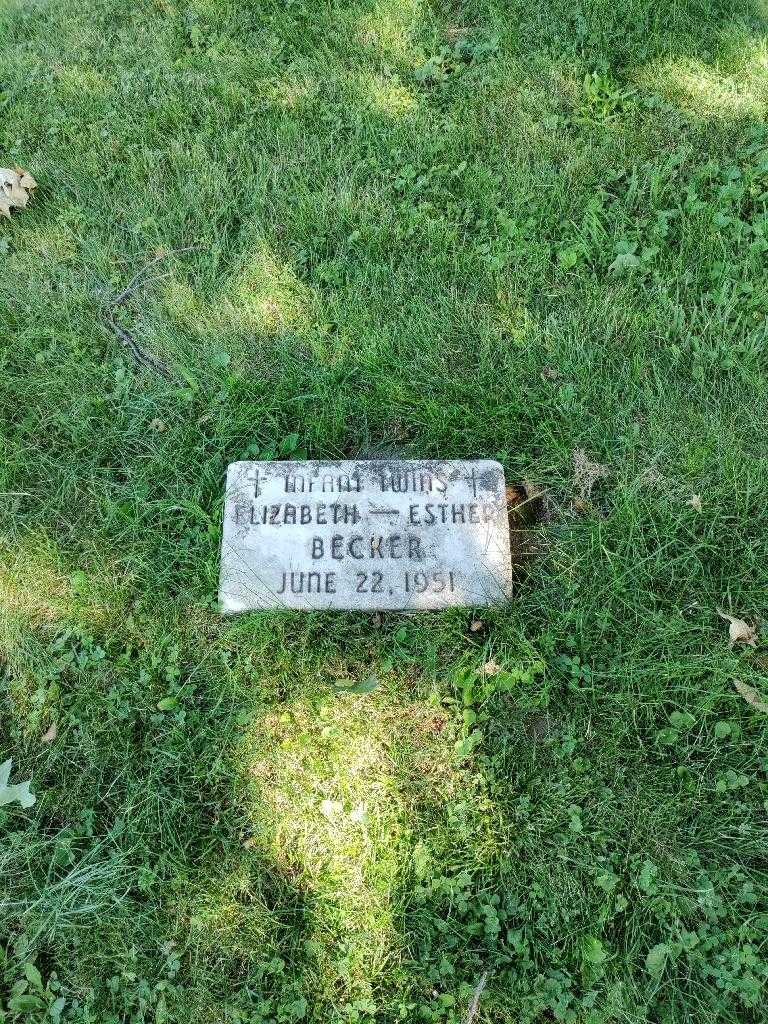 INFANT TWINS
ELIZABETH — ESTHER
BECKER
JUNE 22, 1951